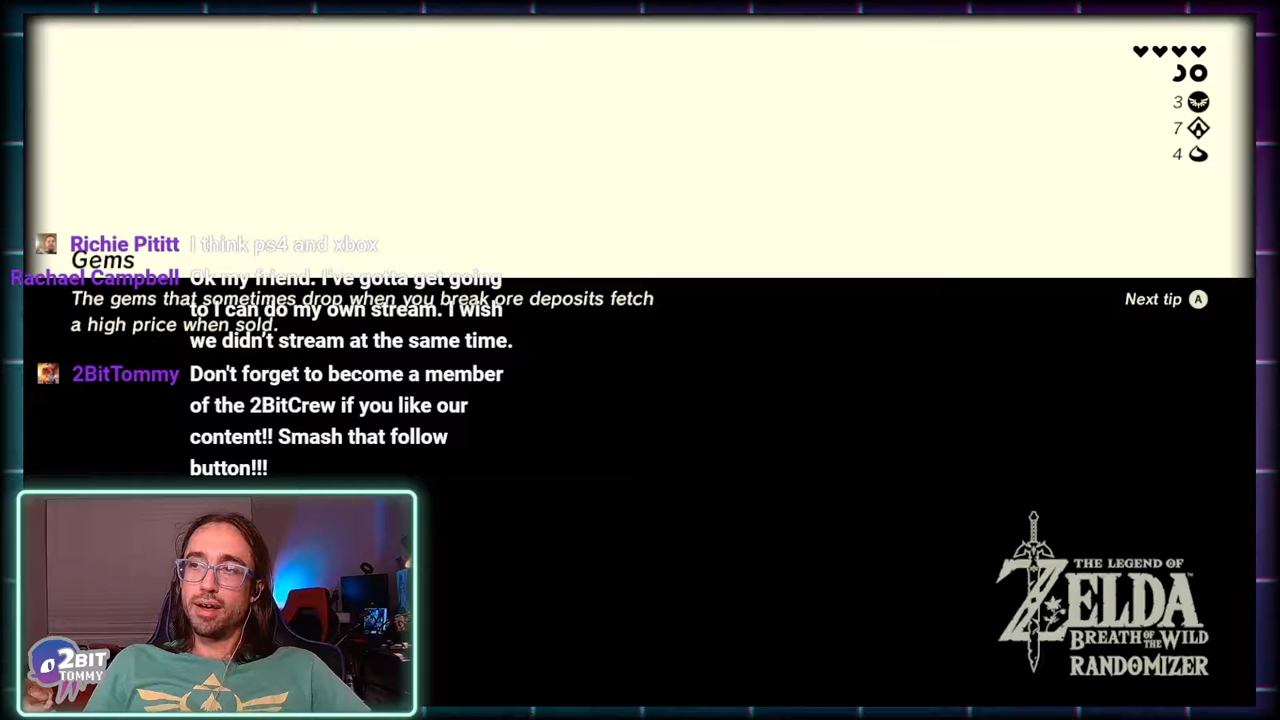 3
7
4
Richie Pititt I think ps4 and xbox
Gems
Rachael Campbell Ok my friend. I've gotta get going
to I can do my own stream. I wish
we didn't stream at the same time.
The gems that sometimes drop when you break ore deposits fetch
a high price when sold.
Next tip A
2BitTommy Don't forget to become a member
of the 2BitCrew if you like our
content!! Smash that follow
button!!!
2BIT
TOMMY
THE LEGEND OF
ZELDA
BREATH OF THE WILD
RANDOMIZER